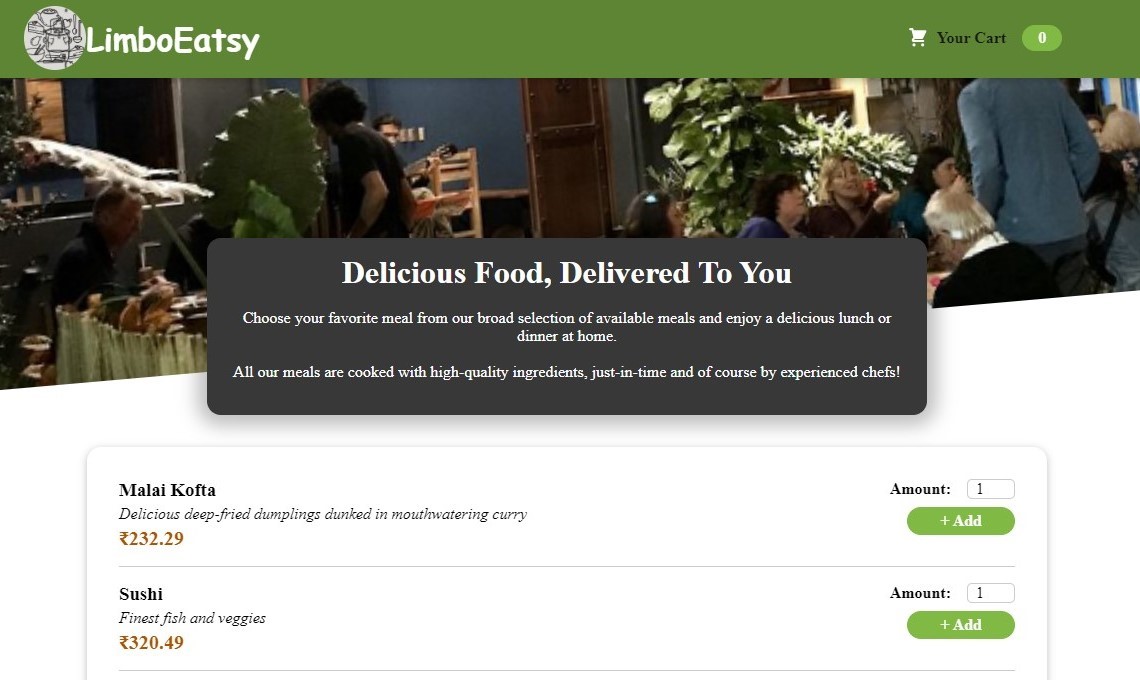 LimboEatsy
Your Cart 0
Delicious Food, Delivered To You
Choose your favorite meal from our broad selection of available meals and enjoy a delicious lunch or
dinner at home.
All our meals are cooked with high-quality ingredients, just-in-time and of course by experienced chefs!
Malai Kofta
Delicious deep-fried dumplings dunked in mouthwatering curry
₹232.29
Amount: 1
+ Add
Sushi
Finest fish and veggies
₹320.49
Amount: 1
+ Add